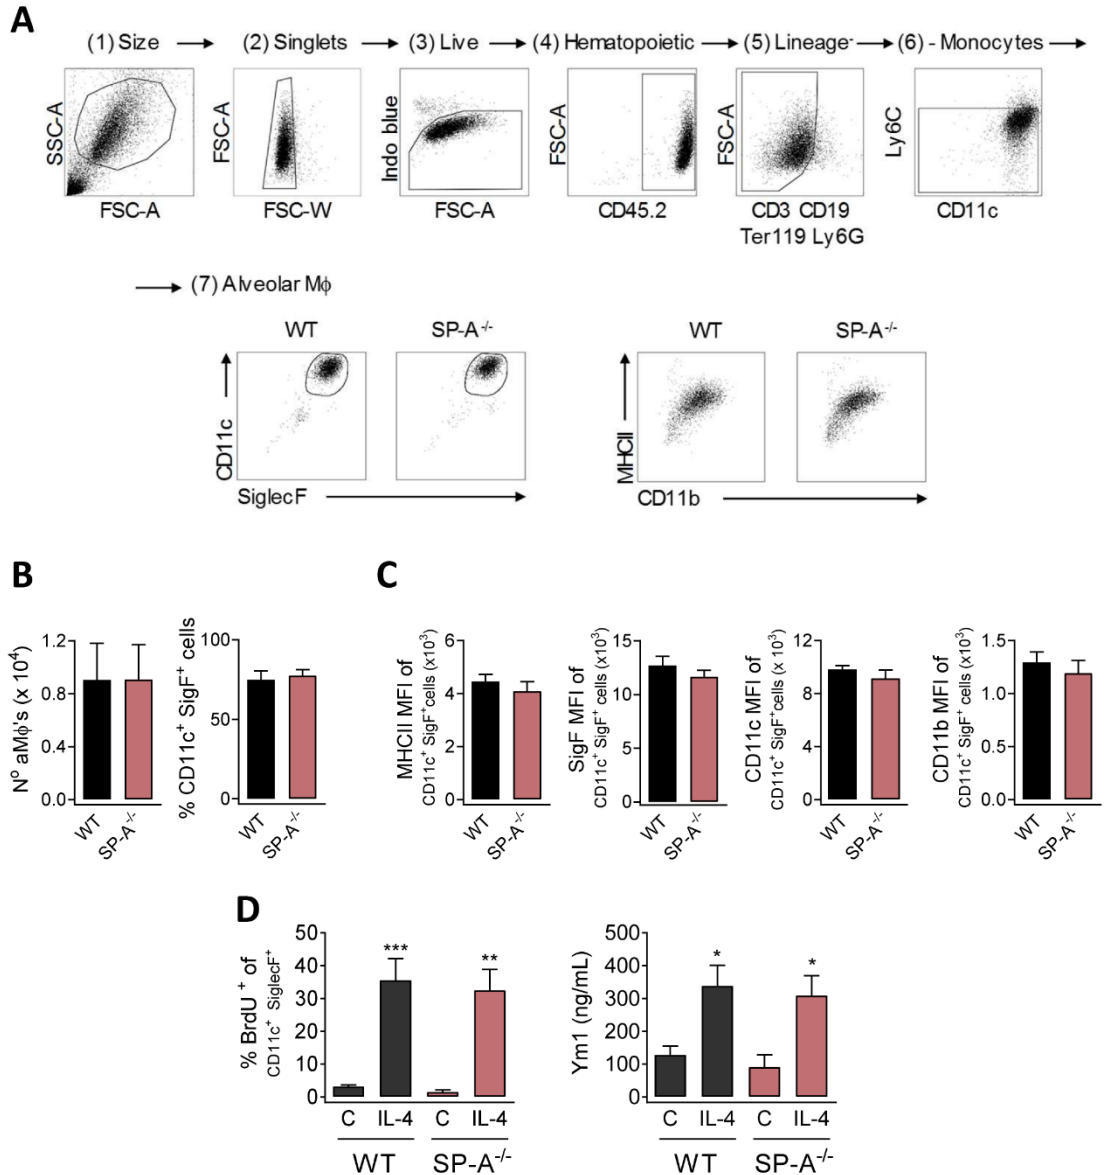 A
(1) Size (2) Singlets (3) Live (4) Hematopoietic (5) Lineage⁻ (6) - Monocytes
SSC-A
FSC-A
FSC-A
FSC-W
Indo blue
FSC-A
FSC-A
CD45.2
FSC-A
CD3 CD19
Ter119 Ly6G
Ly6C
CD11c
(7) Alveolar Mϕ
WT SP-A⁻/⁻ WT SP-A⁻/⁻
CD11c
SiglecF
MHCII
CD11b
B
Nº aMϕ's (x 10⁴)
1.2
0.8
0.4
0.0
WT
SP-A⁻/⁻
% CD11c⁺ SigF⁺ cells
100
50
0
WT
SP-A⁻/⁻
C
MHCII MFI of
CD11c⁺ SigF⁺cells (x10³)
6
4
2
0
WT
SP-A⁻/⁻
SigF MFI of
CD11c⁺ SigF⁺ cells (x10³)
15
10
5
0
WT
SP-A⁻/⁻
CD11c MFI of
CD11c⁺ SigF⁺cells (x10³)
12
8
4
0
WT
SP-A⁻/⁻
CD11b MFI of
CD11c⁺ SigF⁺ cells (x10³)
1.5
1.0
0.5
0.0
WT
SP-A⁻/⁻
D
% BrdU ⁺ of
CD11c⁺ SiglecF⁺
50
40
30
20
10
0
***
**
C IL-4 C IL-4
WT SP-A⁻/⁻
Ym1 (ng/mL)
500
400
300
200
100
0
*
*
C IL-4 C IL-4
WT SP-A⁻/⁻